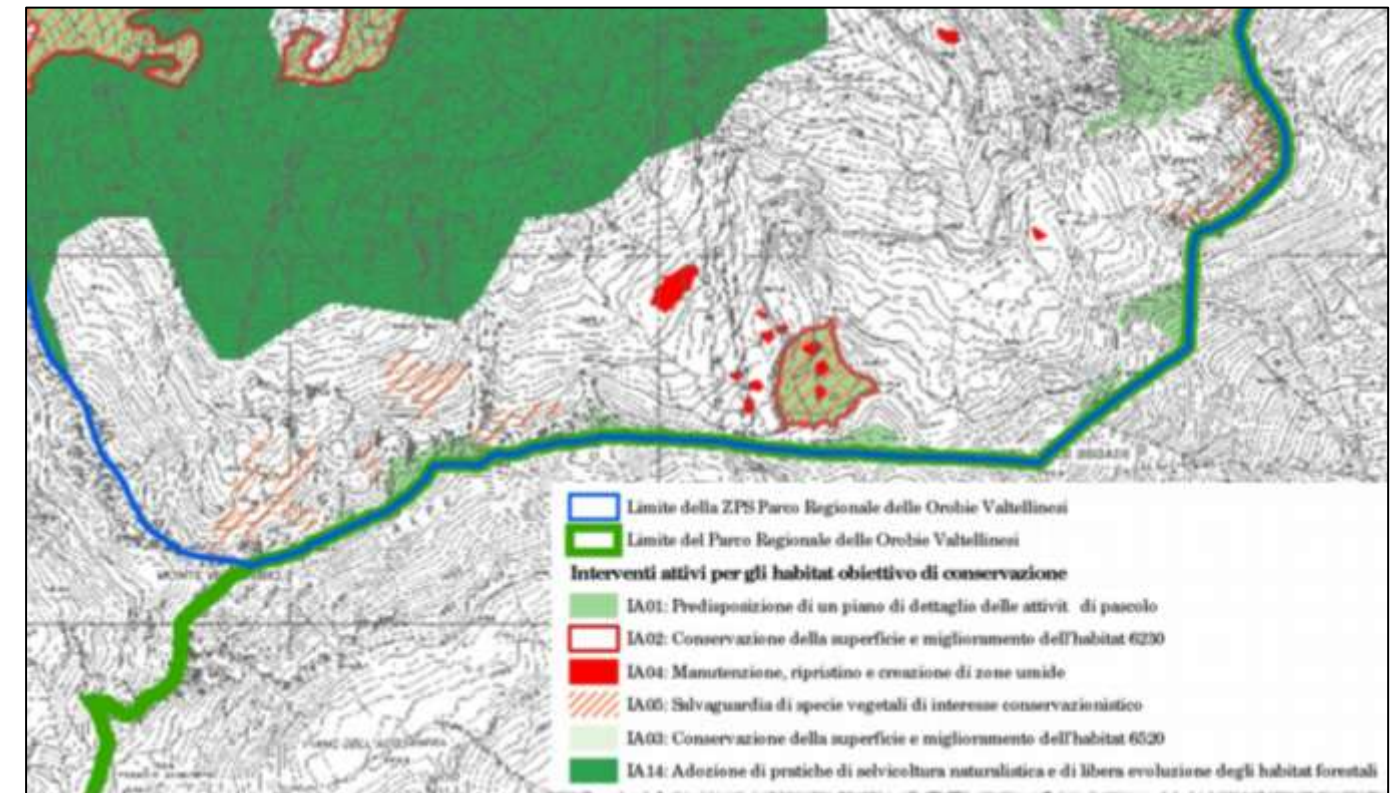 Limite della ZPS Parco Regionale delle Orobie Valtellinesi
Limite del Parco Regionale delle Orobie Valtellinesi
Interventi attivi per gli habitat obiettivo di conservazione
IA01: Predisposizione di un piano di dettaglio delle attivit di pascolo
IA02: Conservazione della superficie e miglioramento dell'habitat 6230
IA04: Manutenzione, ripristino e creazione di zone umide
IA05: Salvaguardia di specie vegetali di interesse conservazionistico
IA03: Conservazione della superficie e miglioramento dell'habitat 6520
IA14: Adozione di pratiche di selvicoltura naturalistica e di libera evoluzione degli habitat forestali